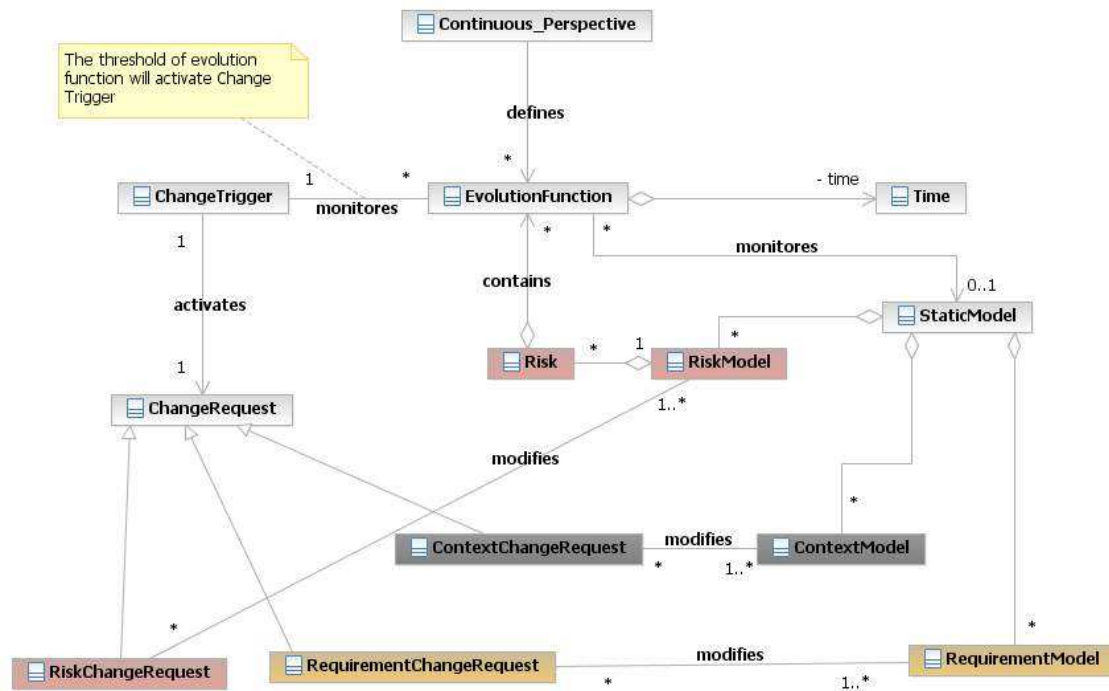 Continuous_Perspective
The threshold of evolution
function will activate Change
Trigger
defines
*
ChangeTrigger
1
*
monitores
EvolutionFunction
- time
Time
1
*
*
monitores
contains
0..1
activates
StaticModel
*
1
*
Risk
RiskModel
1
1..*
ChangeRequest
modifies
*
ContextChangeRequest
modifies
ContextModel
*
1..*
*
*
RiskChangeRequest
RequirementChangeRequest
modifies
RequirementModel
*
1..*